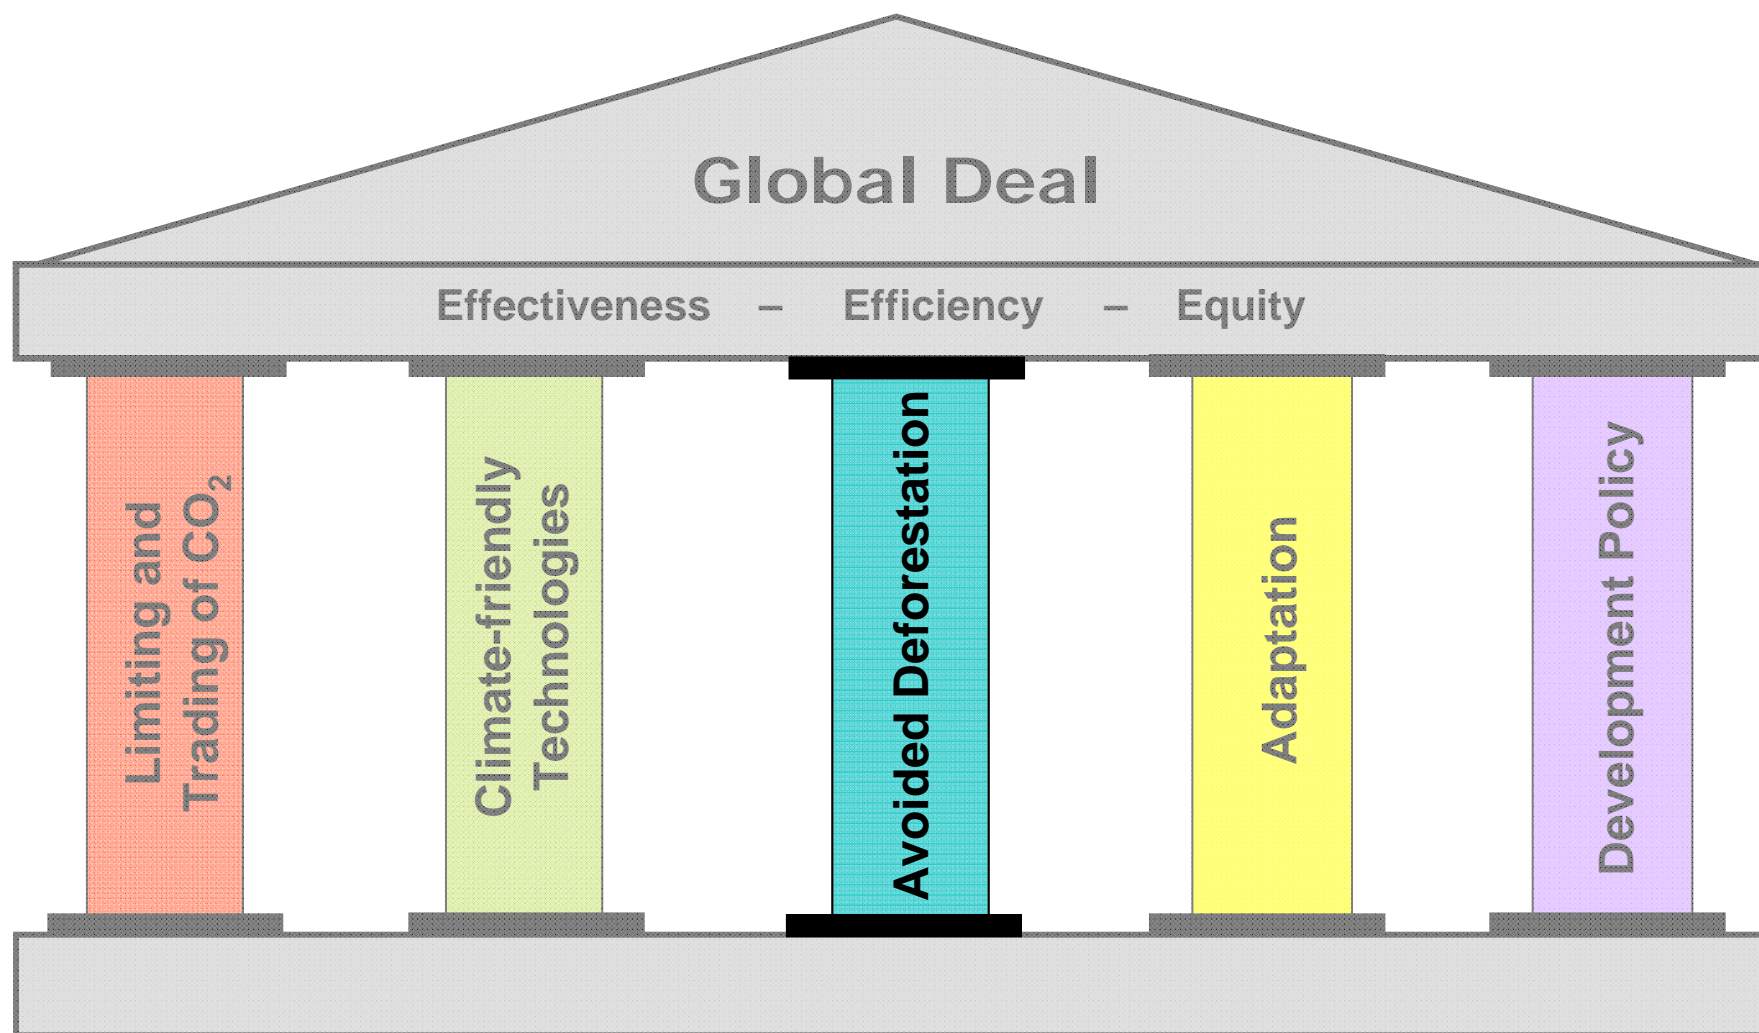 Global Deal
Effectiveness – Efficiency – Equity
Limiting and
Trading of CO₂
Climate-friendly
Technologies
Avoided Deforestation
Adaptation
Development Policy